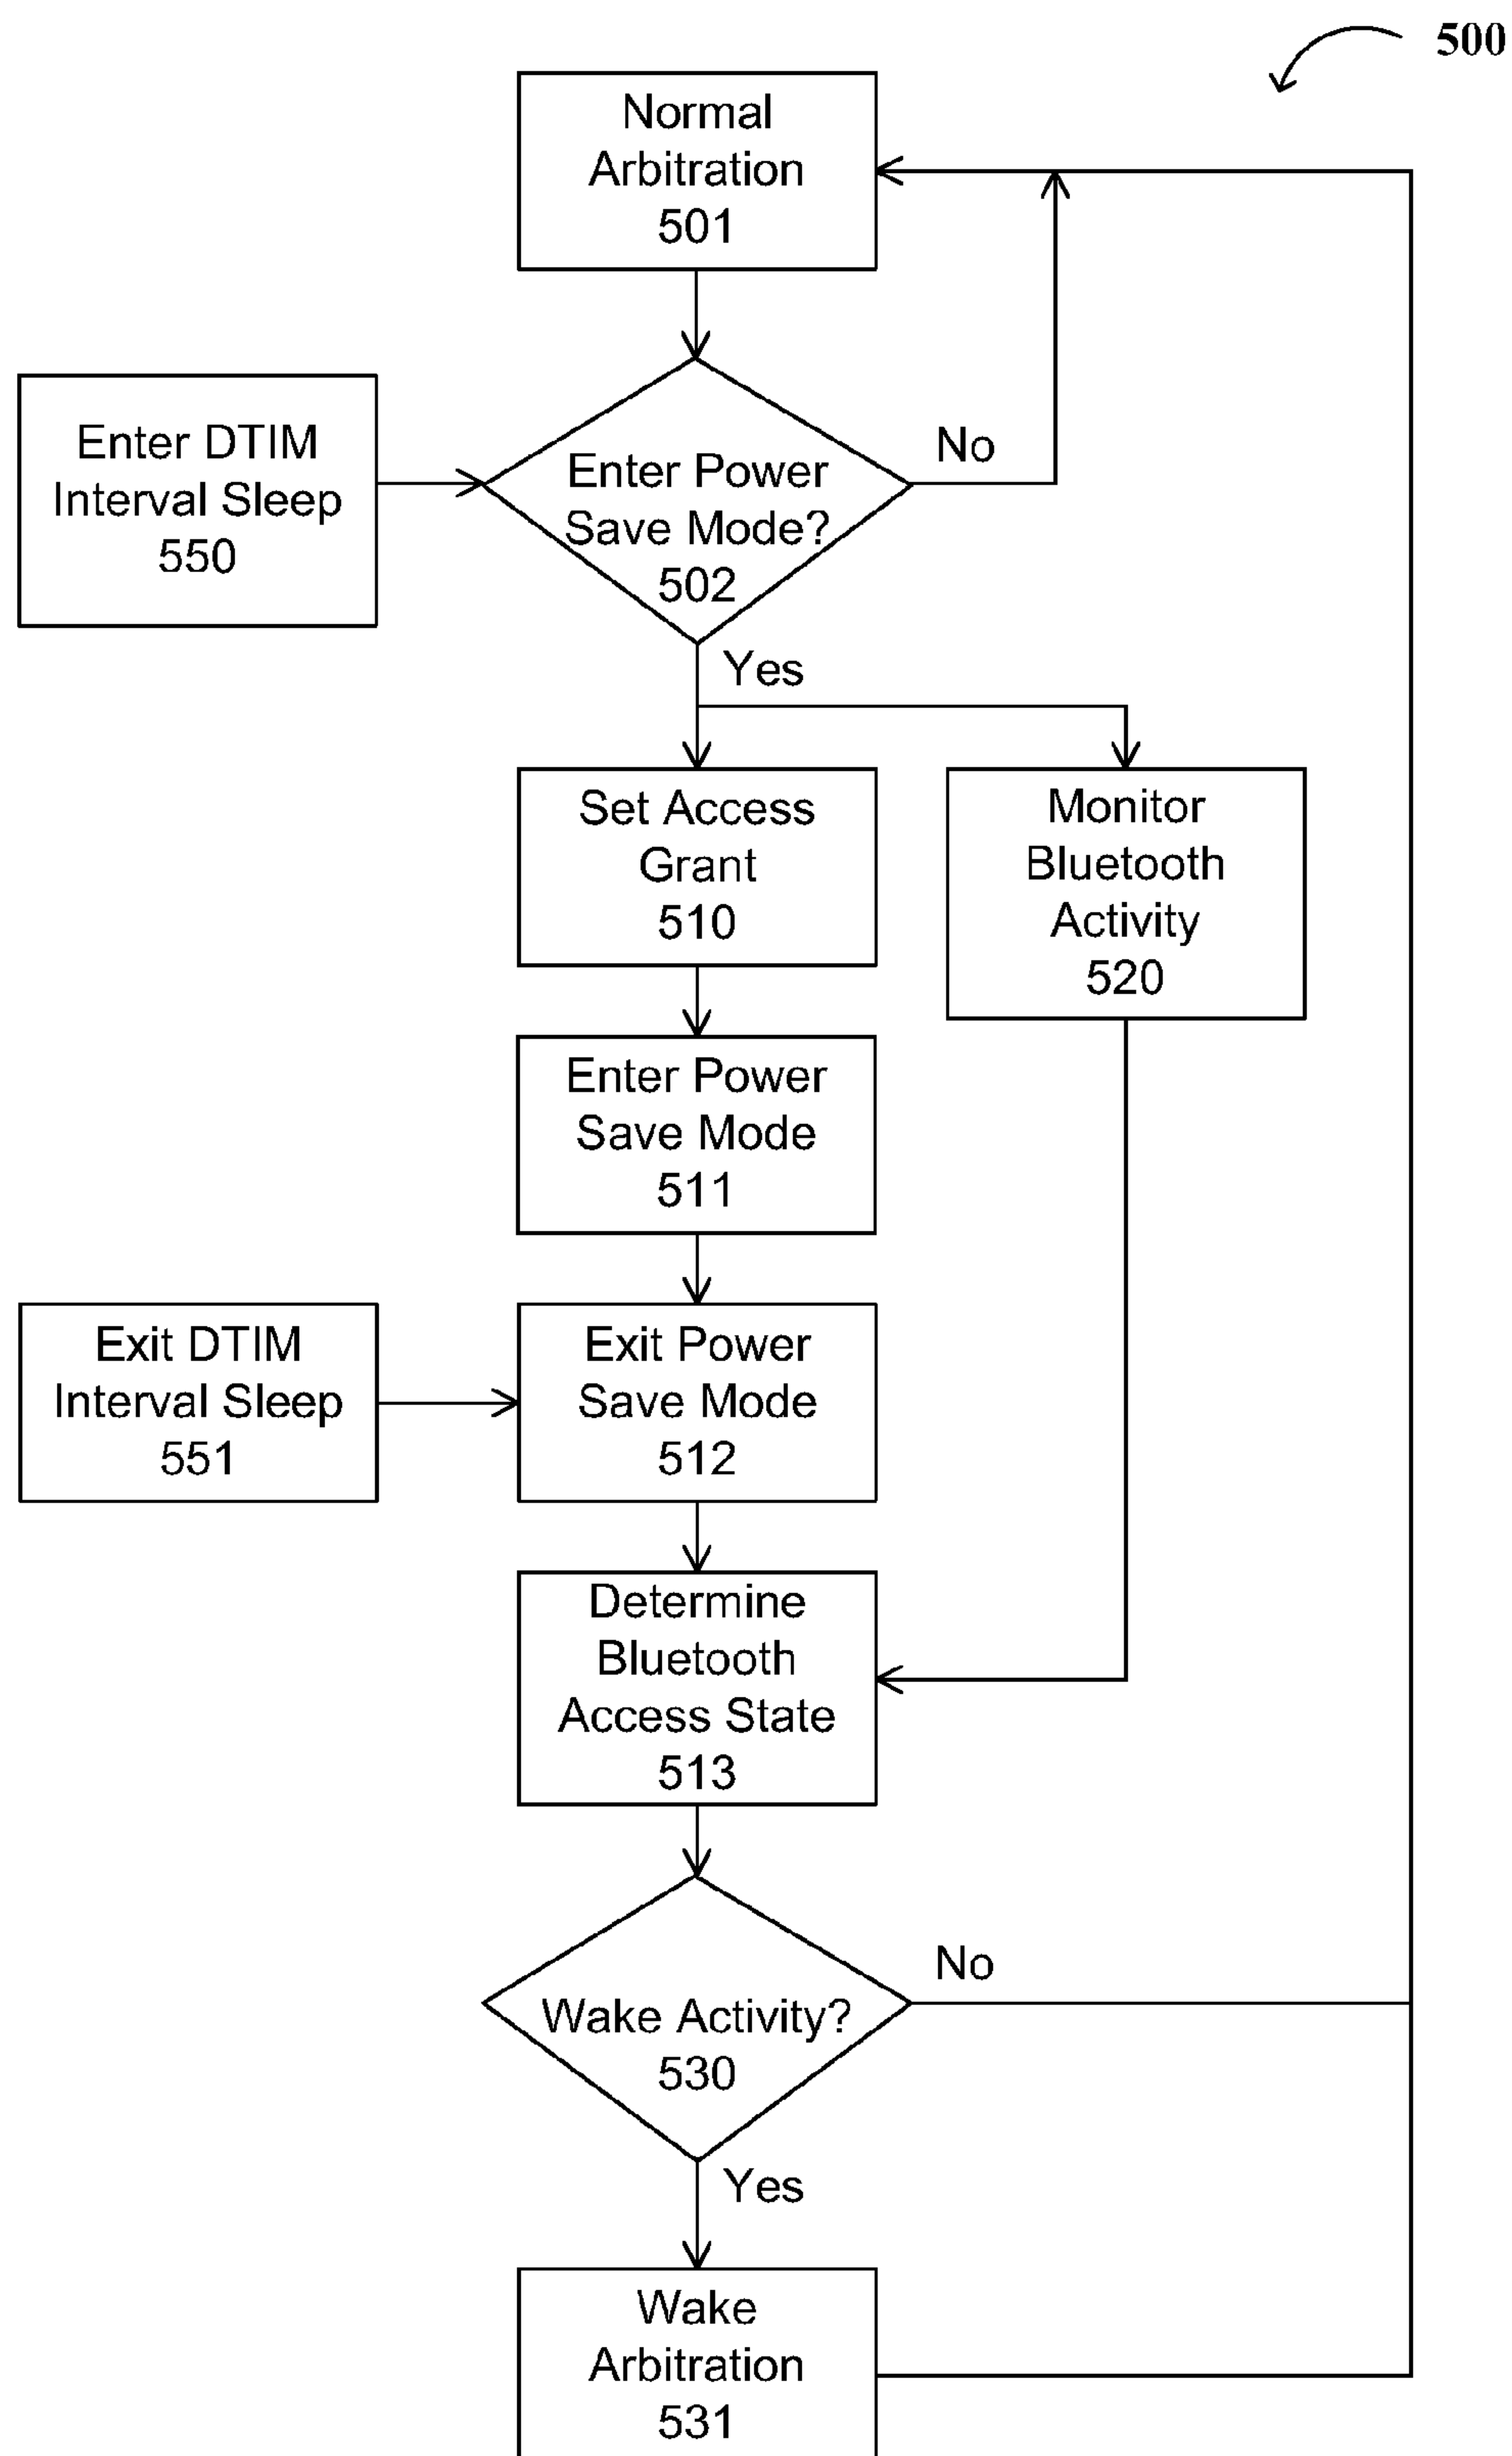 500
Normal
Arbitration
501
Enter DTIM
Interval Sleep
550
Enter Power
Save Mode?
502
No
Yes
Set Access
Grant
510
Monitor
Bluetooth
Activity
520
Enter Power
Save Mode
511
Exit DTIM
Interval Sleep
551
Exit Power
Save Mode
512
Determine
Bluetooth
Access State
513
Wake Activity?
530
No
Yes
Wake
Arbitration
531